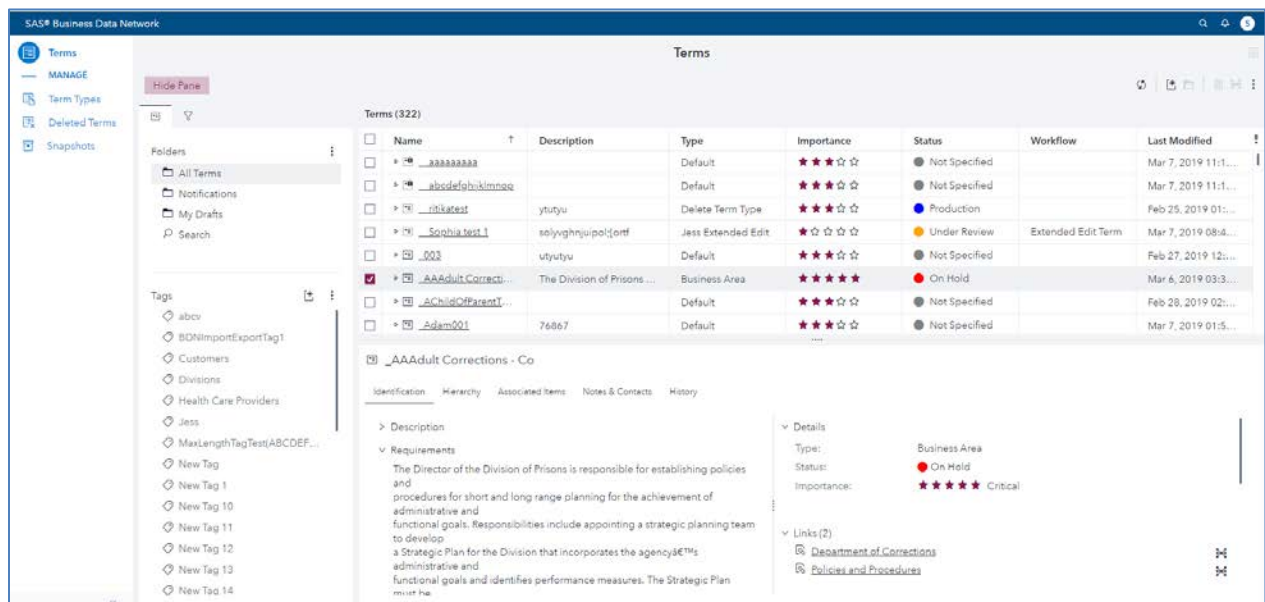 SAS® Business Data Network
S
Terms
Terms
MANAGE
Term Types
Deleted Terms
Snapshots
Hide Pane
Folders
All Terms
Notifications
My Drafts
Search
Tags
abcv
BDNImportExportTag1
Customers
Divisions
Health Care Providers
Jess
MaxLengthTagTest(ABCDEF...
New Tag
New Tag 1
New Tag 10
New Tag 11
New Tag 12
New Tag 13
New Tag 14
Terms (322)
Name Description Type Importance Status Workflow Last Modified
__aaaaaaaaa Default Not Specified Mar 7, 2019 11:1...
__abcdefghijklmnop Default Not Specified Mar 7, 2019 11:1...
__ritikatest ytutyu Delete Term Type Production Feb 25, 2019 01:...
__Sophia test 1 Jess Extended Edit Under Review Extended Edit Term Mar 7, 2019 08:4...
_003 utyutyu Default Not Specified Feb 27, 2019 12:...
_AAAdult Correcti... The Division of Prisons ... Business Area On Hold Mar 6, 2019 03:3...
_AChildOfParentT... Default Not Specified Feb 28, 2019 02:...
_Adam001 76867 Default Not Specified Mar 7, 2019 01:5...
_AAAdult Corrections - Co
Identification Hierarchy Associated Items Notes & Contacts History
Description
Requirements
The Director of the Division of Prisons is responsible for establishing policies
and
procedures for short and long range planning for the achievement of
administrative and
functional goals. Responsibilities include appointing a strategic planning team
to develop
a Strategic Plan for the Division that incorporates the agencyâ€™s
administrative and
functional goals and identifies performance measures. The Strategic Plan
must be
Details
Type: Business Area
Status: On Hold
Importance: Critical
Links (2)
Department of Corrections
Policies and Procedures